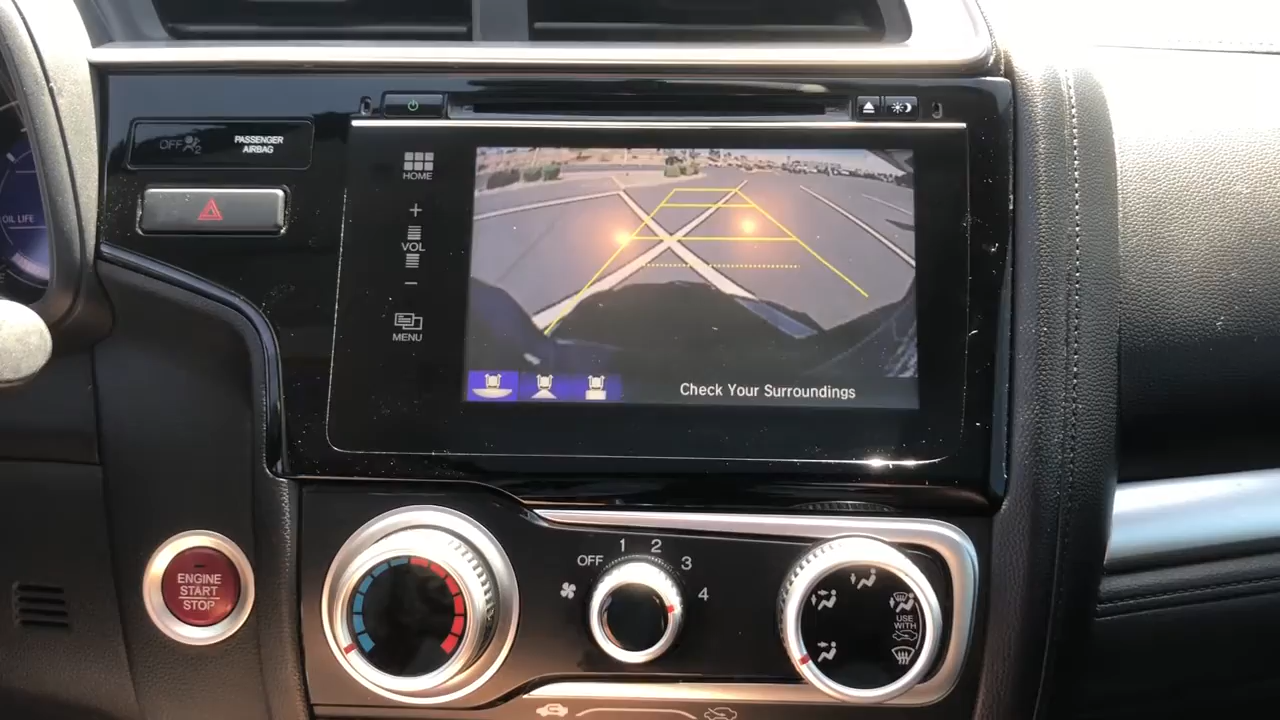 OFF
PASSENGER
AIRBAG
HOME
+
VOL
−
MENU
OIL LIFE
Check Your Surroundings
ENGINE
START
STOP
OFF 1 2 3 4
USE
WITH